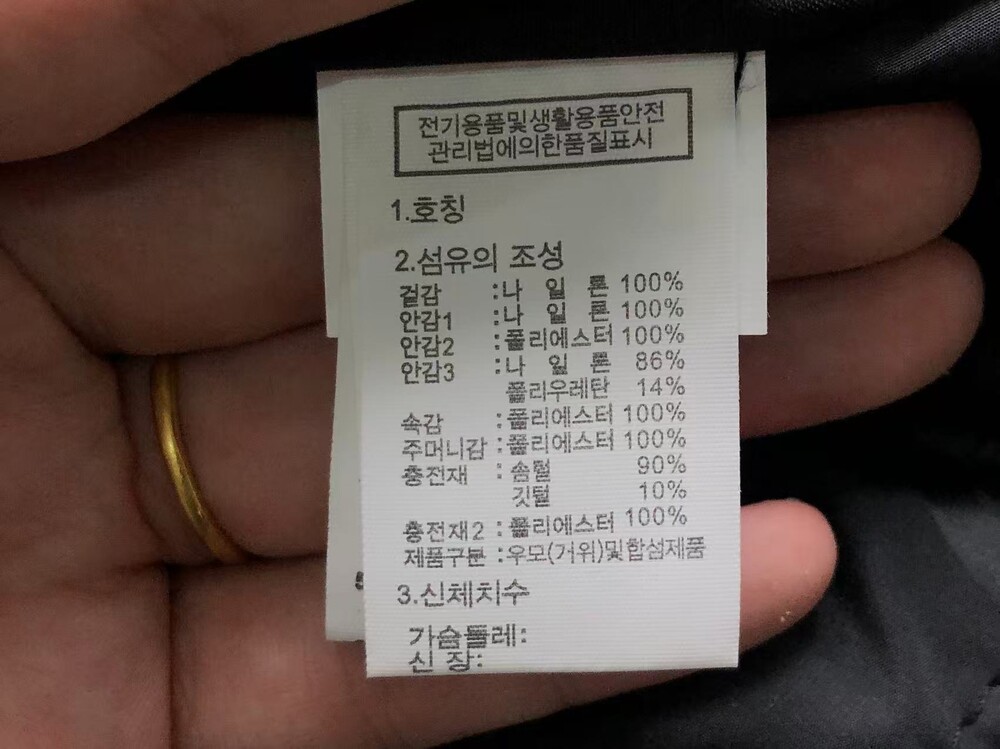 전기용품및생활용품안전
관리법에의한품질표시
1.호칭
2.섬유의 조성
겉감 :나 일 론 100%
안감1 :나 일 론 100%
안감2 :폴리에스터 100%
안감3 :나 일 론 86%
폴리우레탄 14%
속감 :폴리에스터 100%
주머니감 :폴리에스터 100%
충전재 :솜털 90%
깃털 10%
충전재2 :폴리에스터 100%
제품구분 :우모(거위)및합섬제품
3.신체치수
가슴둘레:
신 장: